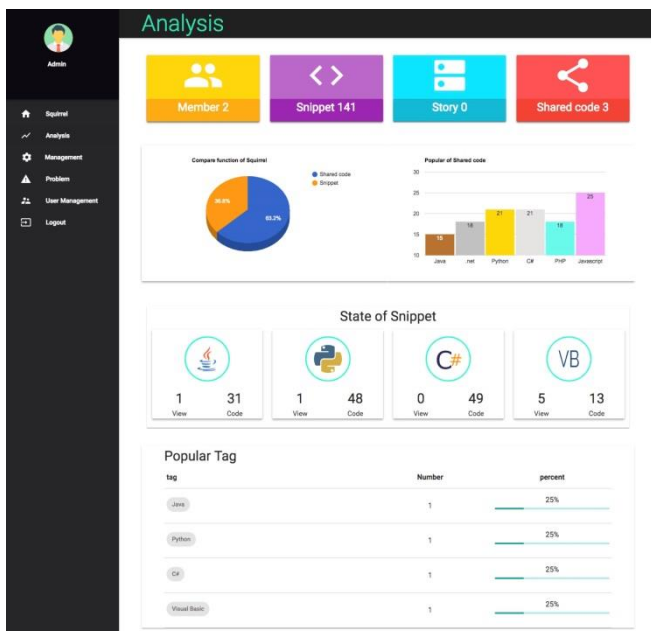 Analysis
Admin
Squirrel
Analysis
Management
Problem
User Management
Logout
Member 2
Snippet 141
Story 0
Shared code 3
Compare function of Squirrel
Shared code
Snippet
36.8%
63.2%
Popular of Shared code
30
25
20
15
10
15
18
21
21
18
25
Java
.net
Python
C#
PHP
Javascript
State of Snippet
C#
VB
1 31 1 48 0 49 5 13
View Code View Code View Code View Code
Popular Tag
tag Number percent
Java 1 25%
Python 1 25%
C# 1 25%
Visual Basic 1 25%